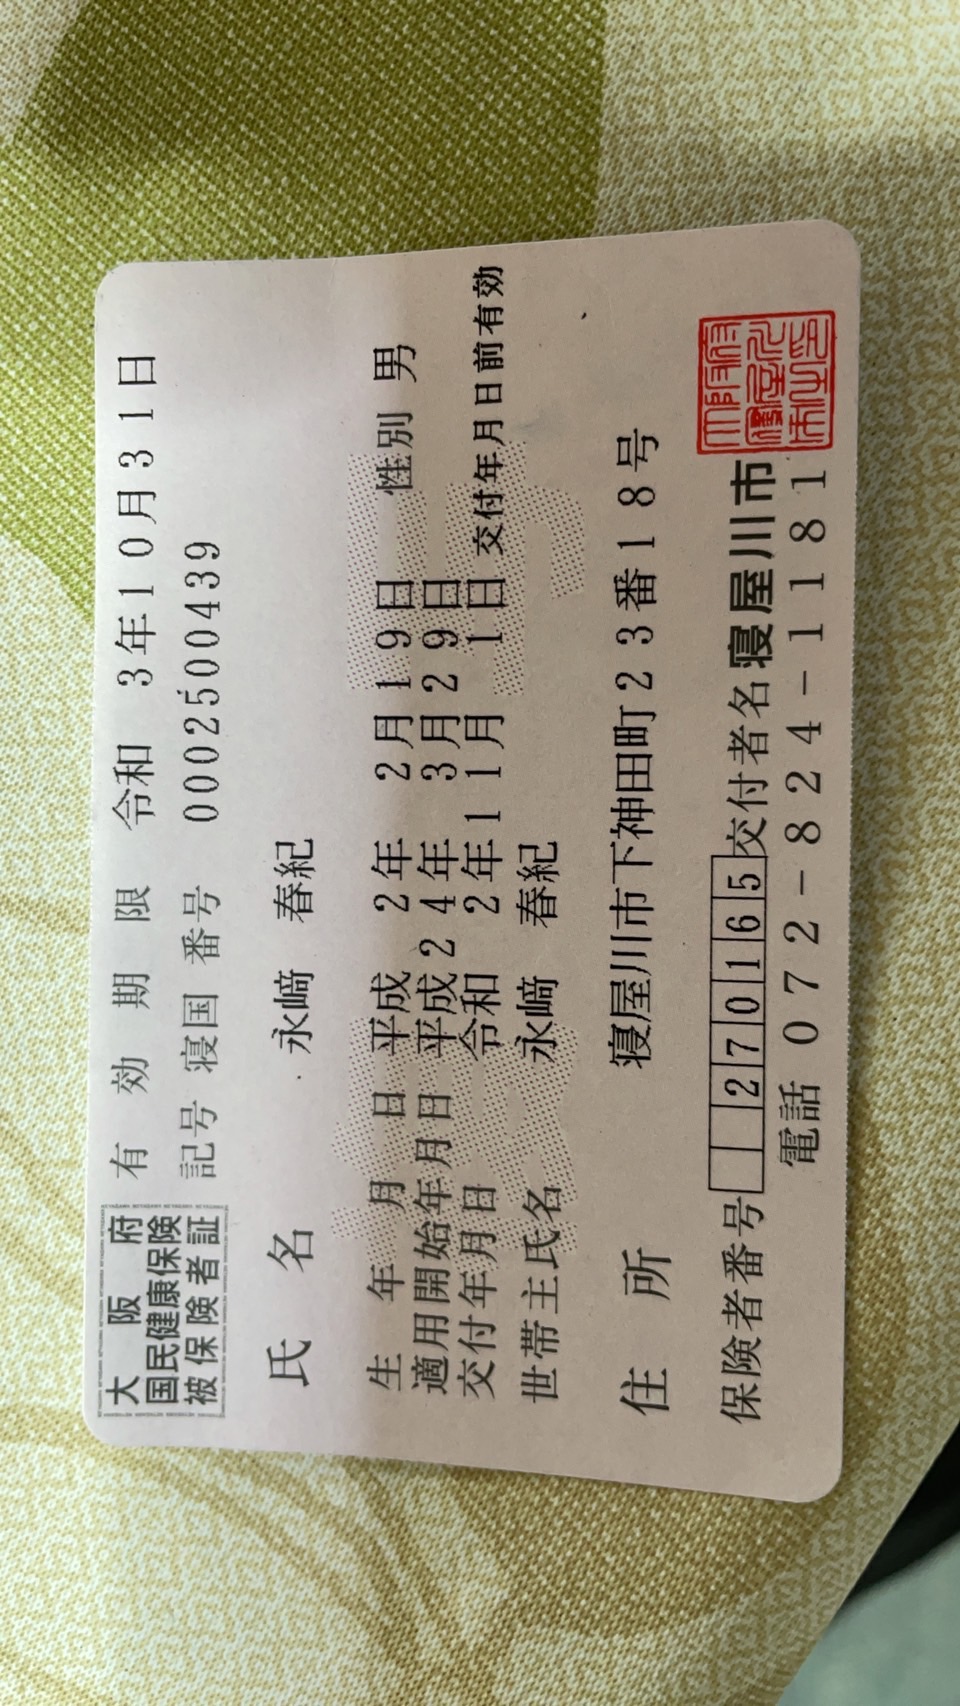 大阪府
国民健康保険
被保険者証
有効期限 令和 3年10月31日
記号 寝国 番号 0002500439
氏名 永﨑 春紀
生年月日 平成 2年 2月19日 性別 男
適用開始年月日 平成24年 3月29日
交付年月日 令和 2年11月 1日 交付年月日前有効
世帯主氏名 永﨑 春紀
住所 寝屋川市下神田町23番18号
保険者番号 270165 交付者名 寝屋川市
電話 072-824-1181